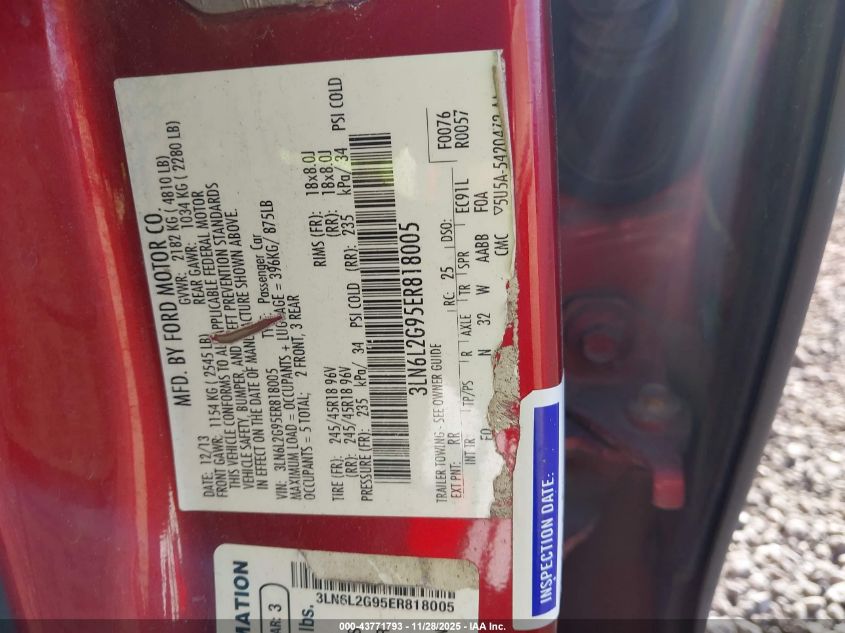 MFD. BY FORD MOTOR CO.
DATE: 12/13 GVWR: 2182 KG ( 4810 LB)
FRONT GAWR: 1154 KG (2545 LB) REAR GAWR: 1034 KG ( 2280 LB)
THIS VEHICLE CONFORMS TO ALL APPLICABLE FEDERAL MOTOR
VEHICLE SAFETY, BUMPER, AND THEFT PREVENTION STANDARDS
IN EFFECT ON THE DATE OF MANUFACTURE SHOWN ABOVE.
VIN: 3LN6L2G95ER818005 TYPE: Passenger Car
MAXIMUM LOAD = OCCUPANTS + LUGGAGE = 396KG/ 875LB
OCCUPANTS = 5 TOTAL: 2 FRONT, 3 REAR
TIRE (FR): 245/45R18 96V RIMS (FR): 18x8.0J
(RR): 245/45R18 96V (RR): 18x8.0J
PRESSURE (FR): 235 kPa/ 34 PSI COLD (RR): 235 kPa/ 34 PSI COLD
3LN6L2G95ER818005
TRAILER TOWING - SEE OWNER GUIDE
F0076
R0057
EXT PNT: RR RC: 25 DSO: EC91L
INT TR TP/PS R AXLE TR SPR
N 32 W AABB FOA
CMC
INSPECTION DATE:
MATION
AR: 3
lbs.
3LN6L2G95ER818005
000-43771793 - 11/28/2025 - IAA Inc.